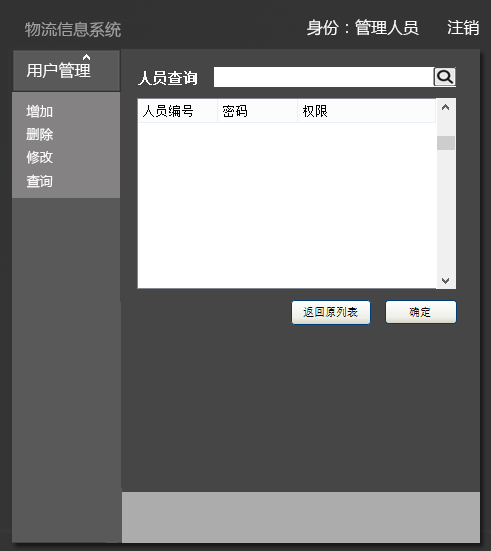 物流信息系统
身份：管理人员 注销
用户管理
增加
删除
修改
查询
人员查询
人员编号 密码 权限
返回原列表 确定